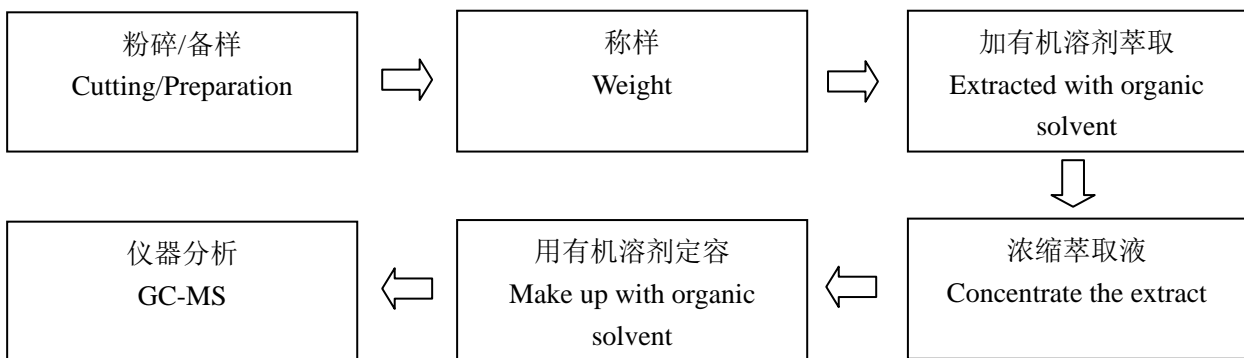 粉碎/备样
Cutting/Preparation
称样
Weight
加有机溶剂萃取
Extracted with organic
solvent
浓缩萃取液
Concentrate the extract
用有机溶剂定容
Make up with organic
solvent
仪器分析
GC-MS